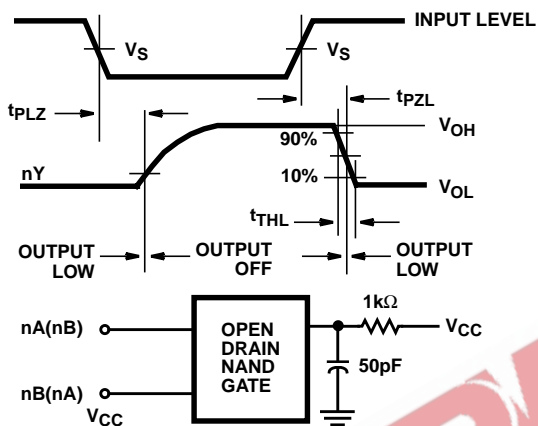 INPUT LEVEL
VS
VS
tPLZ
tPZL
VOH
90%
nY
10%
VOL
tTHL
OUTPUT LOW
OUTPUT OFF
OUTPUT LOW
1kΩ
nA(nB)
OPEN DRAIN NAND GATE
VCC
50pF
nB(nA)
VCC